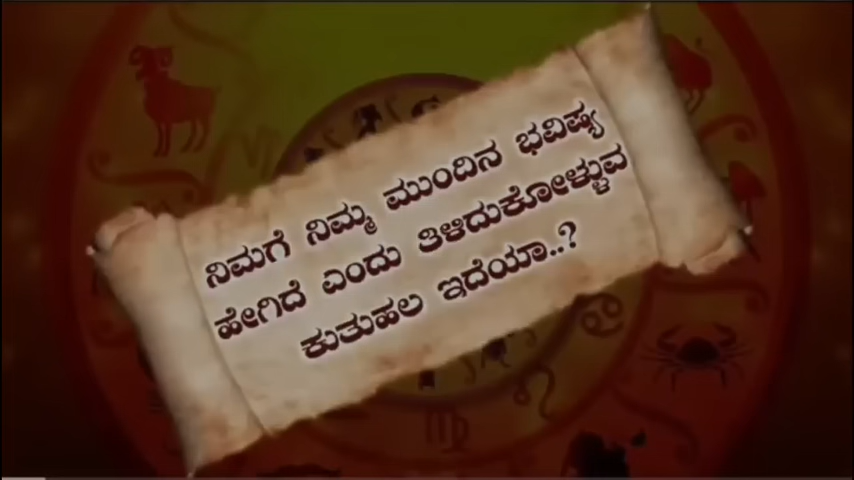 ನಿಮಗೆ ನಿಮ್ಮ ಮುಂದಿನ ಭವಿಷ್ಯ
ಹೇಗಿದೆ ಎಂದು ತಿಳಿದುಕೋಳ್ಳುವ
ಕುತುಹಲ ಇದೆಯಾ..?